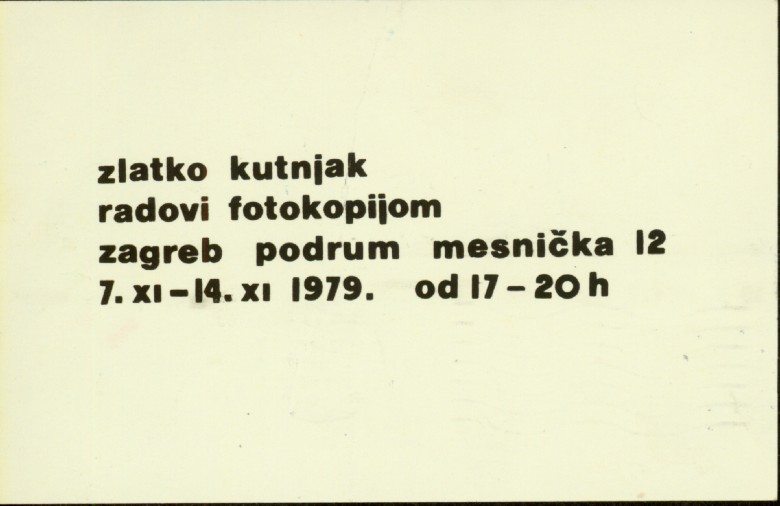 zlatko kutnjak
radovi fotokopijom
zagreb podrum mesnička 12
7. xi – 14. xi 1979. od 17 – 20 h